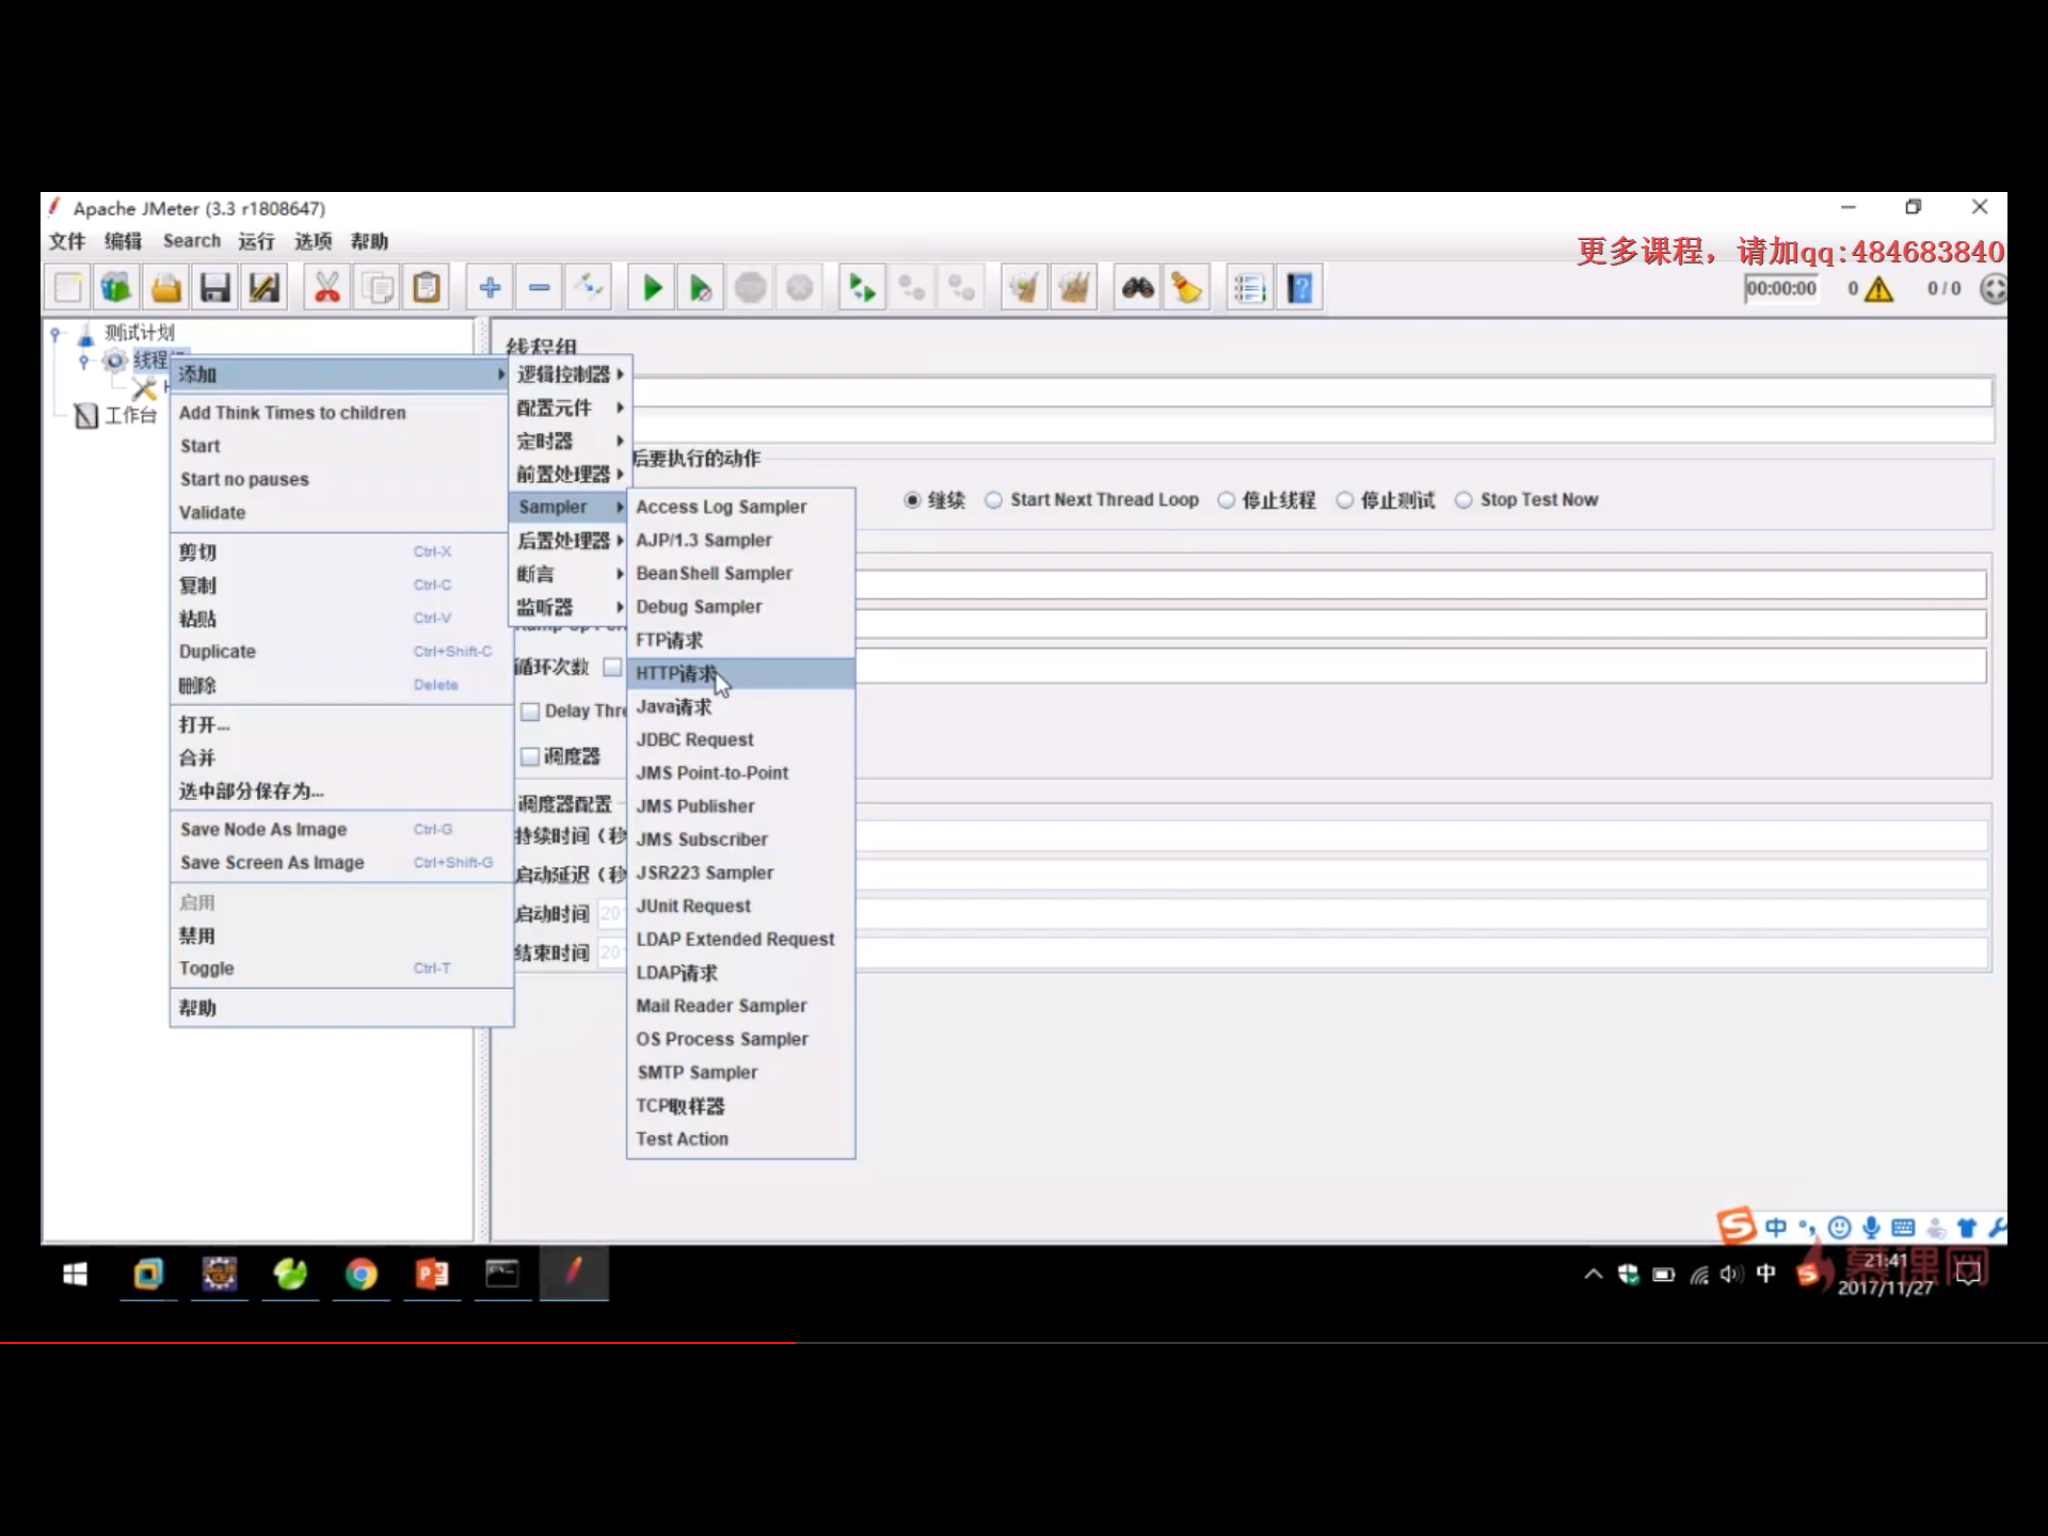 Apache JMeter (3.3 r1808647)
文件 编辑 Search 运行 选项 帮助
更多课程，请加qq:484683840
00:00:00 0 0 / 0
测试计划
线程
工作台
线程组
添加
Add Think Times to children
Start
Start no pauses
Validate
剪切 Ctrl-X
复制 Ctrl-C
粘贴 Ctrl-V
Duplicate Ctrl+Shift-C
删除 Delete
打开...
合并
选中部分保存为...
Save Node As Image Ctrl-G
Save Screen As Image Ctrl+Shift-G
启用
禁用
Toggle Ctrl-T
帮助
逻辑控制器
配置元件
定时器
前置处理器
Sampler
后置处理器
断言
监听器
Access Log Sampler
AJP/1.3 Sampler
BeanShell Sampler
Debug Sampler
FTP请求
HTTP请求
Java请求
JDBC Request
JMS Point-to-Point
JMS Publisher
JMS Subscriber
JSR223 Sampler
JUnit Request
LDAP Extended Request
LDAP请求
Mail Reader Sampler
OS Process Sampler
SMTP Sampler
TCP取样器
Test Action
后要执行的动作
继续 Start Next Thread Loop 停止线程 停止测试 Stop Test Now
循环次数
Delay Thre
调度器
调度器配置
持续时间（秒
启动延迟（秒
启动时间 201
结束时间 201
中
中
21:41
2017/11/27
慕课网